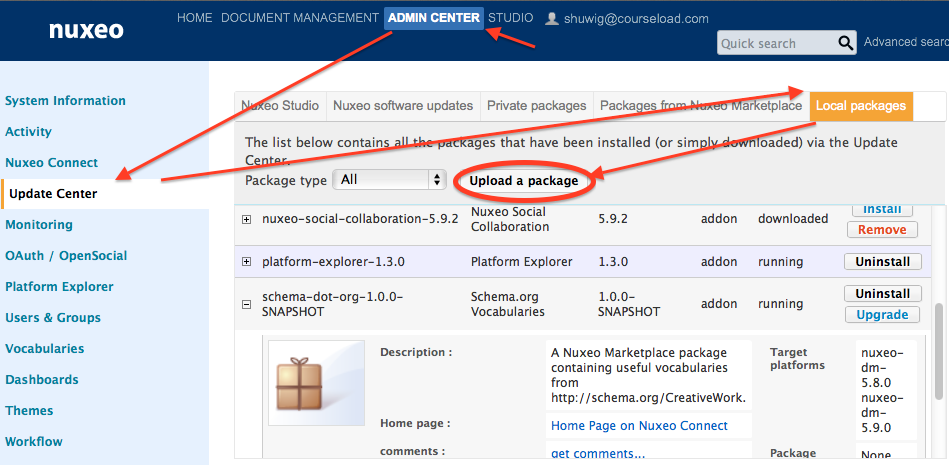 nuxeo
HOME DOCUMENT MANAGEMENT ADMIN CENTER STUDIO shuwig@courseload.com
Quick search Advanced searc
System Information
Activity
Nuxeo Connect
Update Center
Monitoring
OAuth / OpenSocial
Platform Explorer
Users & Groups
Vocabularies
Dashboards
Themes
Workflow
Nuxeo Studio Nuxeo software updates Private packages Packages from Nuxeo Marketplace Local packages
The list below contains all the packages that have been installed (or simply downloaded) via the Update
Center.
Package type All Upload a package
nuxeo-social-collaboration-5.9.2 Nuxeo Social Collaboration 5.9.2 addon downloaded Install
Remove
platform-explorer-1.3.0 Platform Explorer 1.3.0 addon running Uninstall
schema-dot-org-1.0.0- Schema.org 1.0.0- addon running Uninstall
SNAPSHOT Vocabularies SNAPSHOT Upgrade
Description :
A Nuxeo Marketplace package
containing useful vocabularies
from
http://schema.org/CreativeWork.
Home page :
Home Page on Nuxeo Connect
comments :
get comments...
Target
platforms
nuxeo-
dm-
5.8.0
nuxeo-
dm-
5.9.0
Package
None